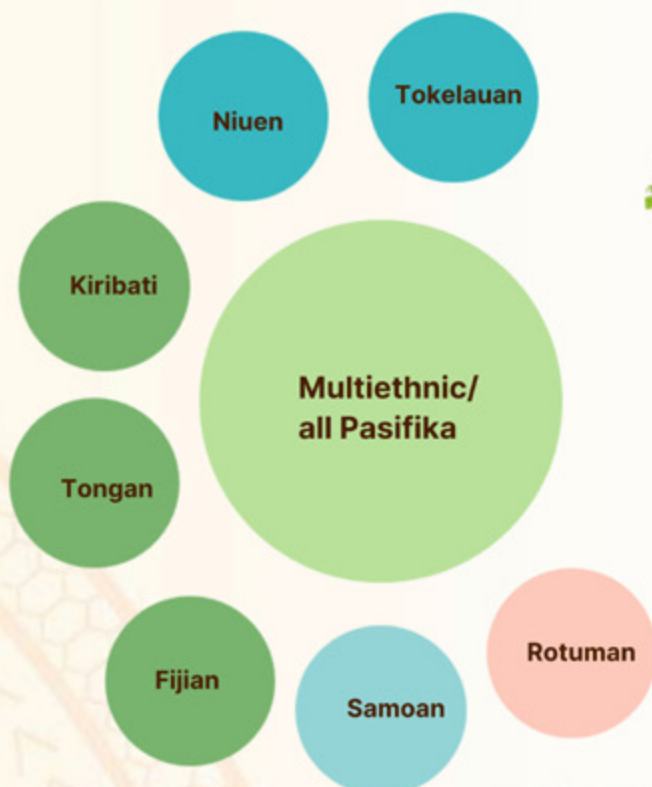 Niuen
Tokelauan
Kiribati
Multiethnic/
all Pasifika
Tongan
Fijian
Samoan
Rotuman